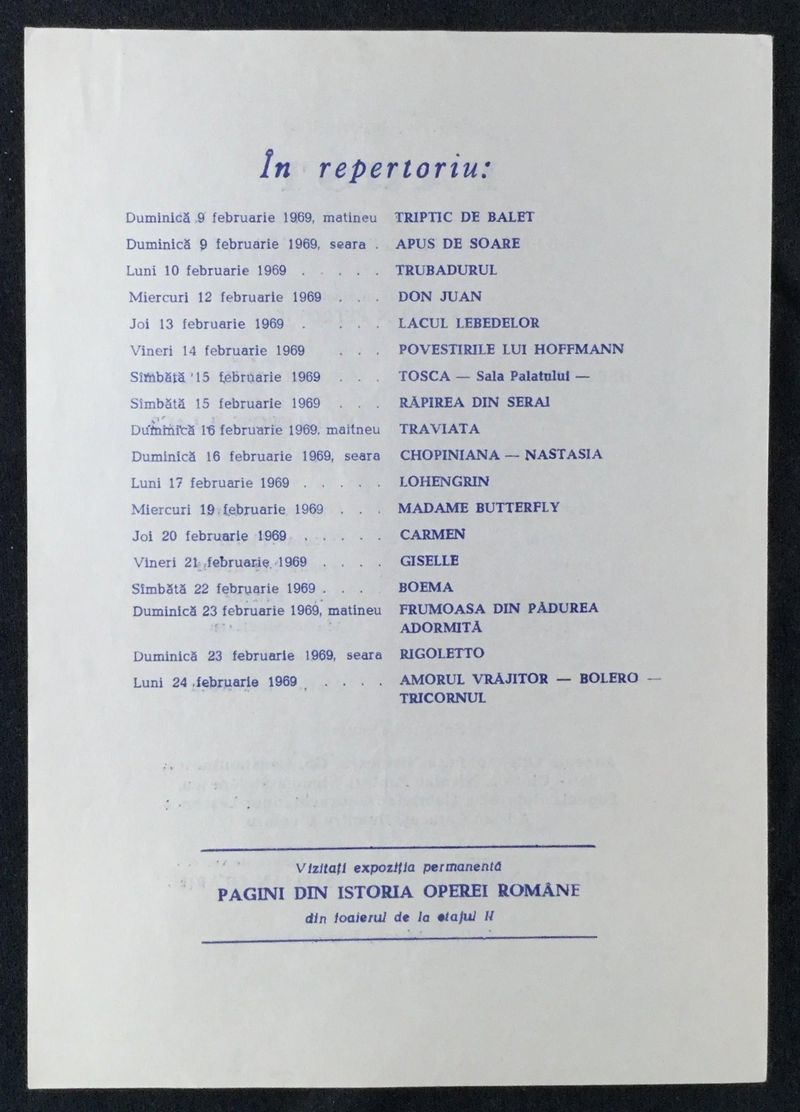 În repertoriu:
Duminică 9 februarie 1969, matineu TRIPTIC DE BALET
Duminică 9 februarie 1969, seara . APUS DE SOARE
Luni 10 februarie 1969 . . . . . TRUBADURUL
Miercuri 12 februarie 1969 . . . DON JUAN
Joi 13 februarie 1969 . . . . LACUL LEBEDELOR
Vineri 14 februarie 1969 . . . POVESTIRILE LUI HOFFMANN
Sîmbătă 15 februarie 1969 . . . TOSCA — Sala Palatului —
Sîmbătă 15 februarie 1969 . . . RĂPIREA DIN SERAI
Duminică 16 februarie 1969, maitneu TRAVIATA
Duminică 16 februarie 1969, seara CHOPINIANA — NASTASIA
Luni 17 februarie 1969 . . . . . LOHENGRIN
Miercuri 19 februarie 1969 . . . MADAME BUTTERFLY
Joi 20 februarie 1969 . . . . . CARMEN
Vineri 21 februarie 1969 . . . . GISELLE
Sîmbătă 22 februarie 1969 . . . BOEMA
Duminică 23 februarie 1969, matineu FRUMOASA DIN PĂDUREA
ADORMITĂ
Duminică 23 februarie 1969, seara RIGOLETTO
Luni 24 februarie 1969 . . . . AMORUL VRĂJITOR — BOLERO —
TRICORNUL
Vizitați expoziția permanentă
PAGINI DIN ISTORIA OPEREI ROMÂNE
din foaierul de la etajul II